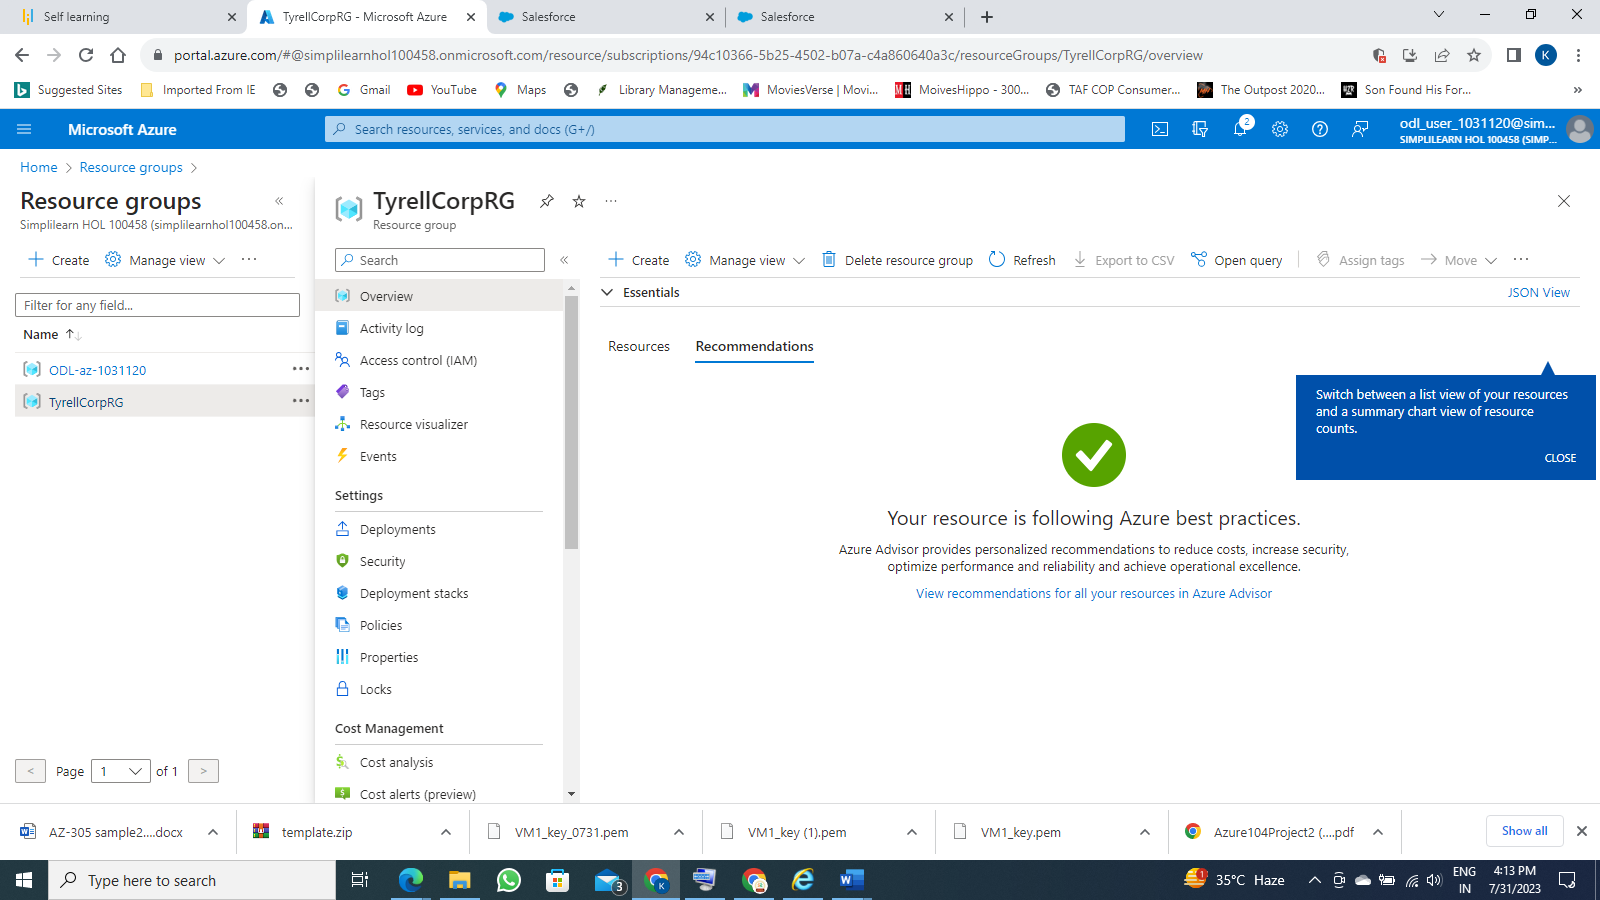 Self learning
TyrellCorpRG - Microsoft Azure
Salesforce
Salesforce
portal.azure.com/#@simplilearnhol100458.onmicrosoft.com/resource/subscriptions/94c10366-5b25-4502-b07a-c4a860640a3c/resourceGroups/TyrellCorpRG/overview
K
Suggested Sites
Imported From IE
Gmail
YouTube
Maps
Library Manageme...
MoviesVerse | Movi...
MoivesHippo - 300...
TAF COP Consumer...
The Outpost 2020...
Son Found His For...
»
Microsoft Azure
Search resources, services, and docs (G+/)
2
odl_user_1031120@sim...
SIMPLILEARN HOL 100458 (SIMP...
Home > Resource groups >
Resource groups
«
Simplilearn HOL 100458 (simplilearnhol100458.on...
Create
Manage view
...
Filter for any field...
Name
ODL-az-1031120
...
TyrellCorpRG
...
< Page 1 of 1 >
TyrellCorpRG
...
Resource group
Search
«
Overview
Activity log
Access control (IAM)
Tags
Resource visualizer
Events
Settings
Deployments
Security
Deployment stacks
Policies
Properties
Locks
Cost Management
Cost analysis
Cost alerts (preview)
Create
Manage view
Delete resource group
Refresh
Export to CSV
Open query
Assign tags
Move
...
Essentials
JSON View
Resources
Recommendations
Switch between a list view of your resources
and a summary chart view of resource
counts.
CLOSE
Your resource is following Azure best practices.
Azure Advisor provides personalized recommendations to reduce costs, increase security,
optimize performance and reliability and achieve operational excellence.
View recommendations for all your resources in Azure Advisor
AZ-305 sample2....docx
template.zip
VM1_key_0731.pem
VM1_key (1).pem
VM1_key.pem
Azure104Project2 (....pdf
Show all
Type here to search
3
K
1
35°C Haze
ENG
IN
4:13 PM
7/31/2023